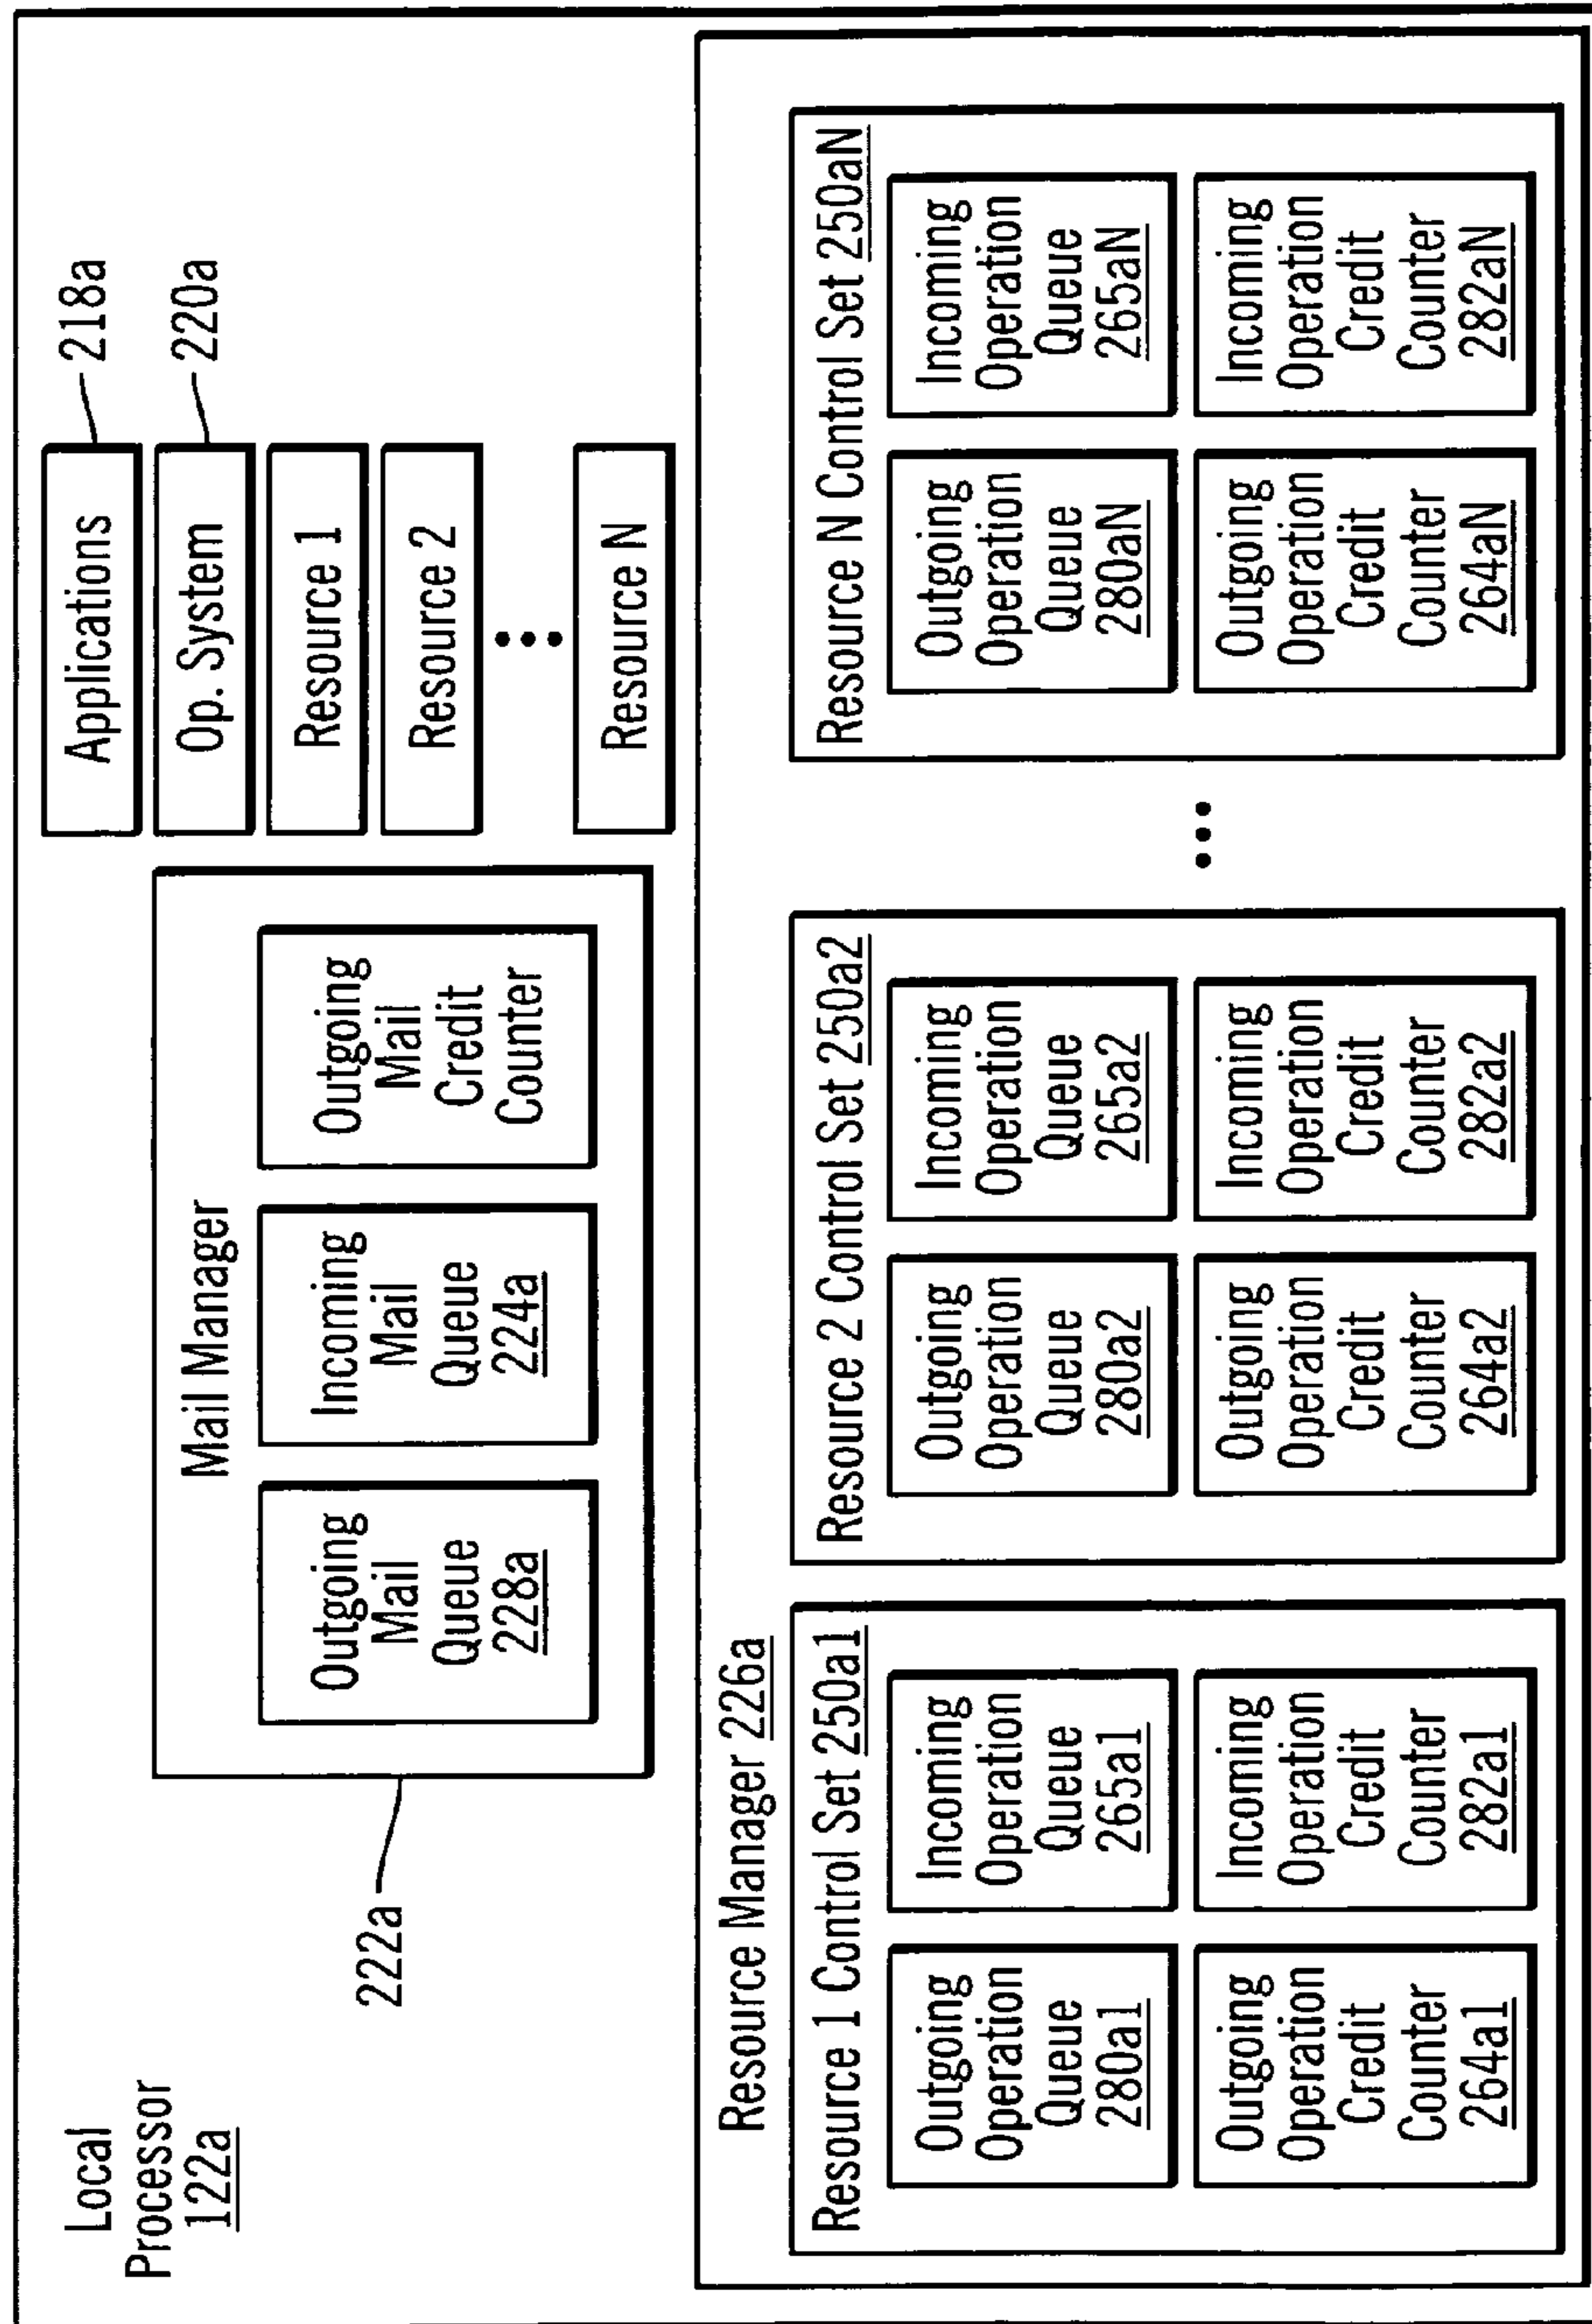 Local
Processor
122a
222a
Mail Manager
Outgoing
Mail
Queue
228a
Incoming
Mail
Queue
224a
Outgoing
Mail
Credit
Counter
Applications
218a
Op. System
220a
Resource 1
Resource 2
Resource N
Resource Manager 226a
Resource 1 Control Set 250a1
Outgoing
Operation
Queue
280a1
Incoming
Operation
Queue
265a1
Outgoing
Operation
Credit
Counter
264a1
Incoming
Operation
Credit
Counter
282a1
Resource 2 Control Set 250a2
Outgoing
Operation
Queue
280a2
Incoming
Operation
Queue
265a2
Outgoing
Operation
Credit
Counter
264a2
Incoming
Operation
Credit
Counter
282a2
Resource N Control Set 250aN
Outgoing
Operation
Queue
280aN
Incoming
Operation
Queue
265aN
Outgoing
Operation
Credit
Counter
264aN
Incoming
Operation
Credit
Counter
282aN